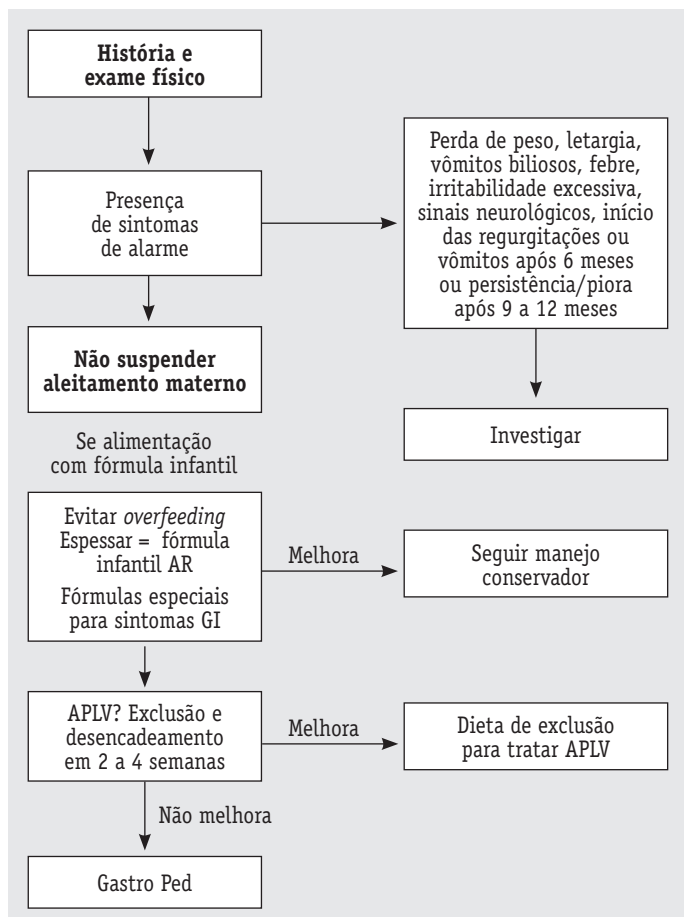 História e
exame físico
Presença
de sintomas
de alarme
Perda de peso, letargia,
vômitos biliosos, febre,
irritabilidade excessiva,
sinais neurológicos, início
das regurgitações ou
vômitos após 6 meses
ou persistência/piora
após 9 a 12 meses
Não suspender
aleitamento materno
Investigar
Se alimentação
com fórmula infantil
Evitar overfeeding
Espessar = fórmula
infantil AR
Fórmulas especiais
para sintomas GI
Melhora
Seguir manejo
conservador
APLV? Exclusão e
desencadeamento
em 2 a 4 semanas
Melhora
Dieta de exclusão
para tratar APLV
Não melhora
Gastro Ped